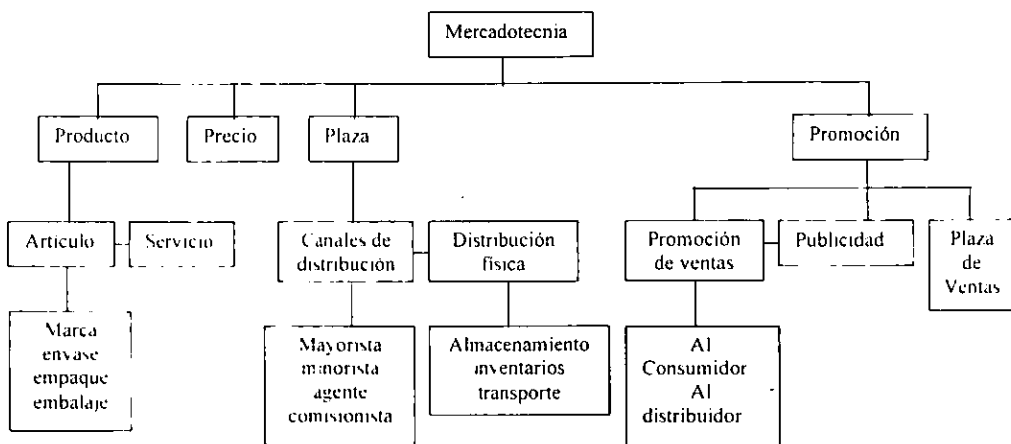 Mercadotecnia
Producto
Precio
Plaza
Promoción
Artículo
Servicio
Canales de
distribución
Distribución
física
Promoción
de ventas
Publicidad
Plaza
de
Ventas
Marca
envase
empaque
embalaje
Mayorista
minorista
agente
comisionista
Almacenamiento
inventarios
transporte
Al
Consumidor
Al
distribuidor